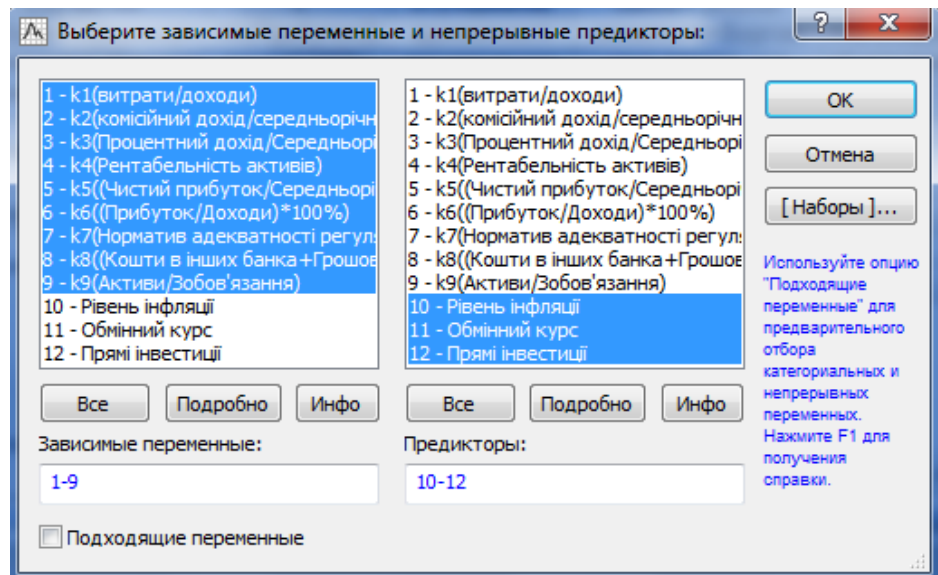 Выберите зависимые переменные и непрерывные предикторы:
?
X
1 - k1(витрати/доходи)
2 - k2(комісійний дохід/середньорічн
3 - k3(Процентний дохід/Середньорі
4 - k4(Рентабельність активів)
5 - k5((Чистий прибуток/Середньорі
6 - k6((Прибуток/Доходи)*100%)
7 - k7(Норматив адекватності регуля
8 - k8((Кошти в інших банка+Грошов
9 - k9(Активи/Зобов'язання)
10 - Рівень інфляції
11 - Обмінний курс
12 - Прямі інвестиції
Все
Подробно
Инфо
Зависимые переменные:
1-9
Подходящие переменные
1 - k1(витрати/доходи)
2 - k2(комісійний дохід/середньорічн
3 - k3(Процентний дохід/Середньорі
4 - k4(Рентабельність активів)
5 - k5((Чистий прибуток/Середньорі
6 - k6((Прибуток/Доходи)*100%)
7 - k7(Норматив адекватності регуля
8 - k8((Кошти в інших банка+Грошов
9 - k9(Активи/Зобов'язання)
10 - Рівень інфляції
11 - Обмінний курс
12 - Прямі інвестиції
Все
Подробно
Инфо
Предикторы:
10-12
OK
Отмена
[ Наборы ]...
Используйте опцию
"Подходящие
переменные" для
предварительного
отбора
категориальных и
непрерывных
переменных.
Нажмите F1 для
получения
справки.